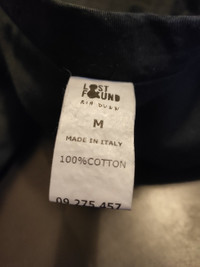 LOST
FOUND
RIA DUNN
M
MADE IN ITALY
100%COTTON
09 275 457